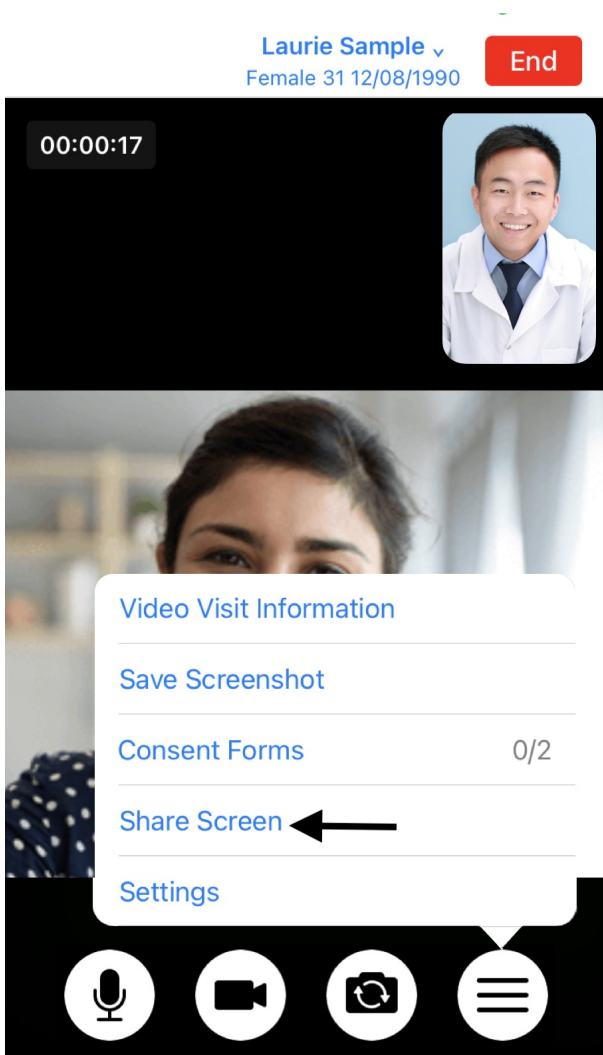 Laurie Sample
Female 31 12/08/1990
End
00:00:17
Video Visit Information
Save Screenshot
Consent Forms 0/2
Share Screen
Settings